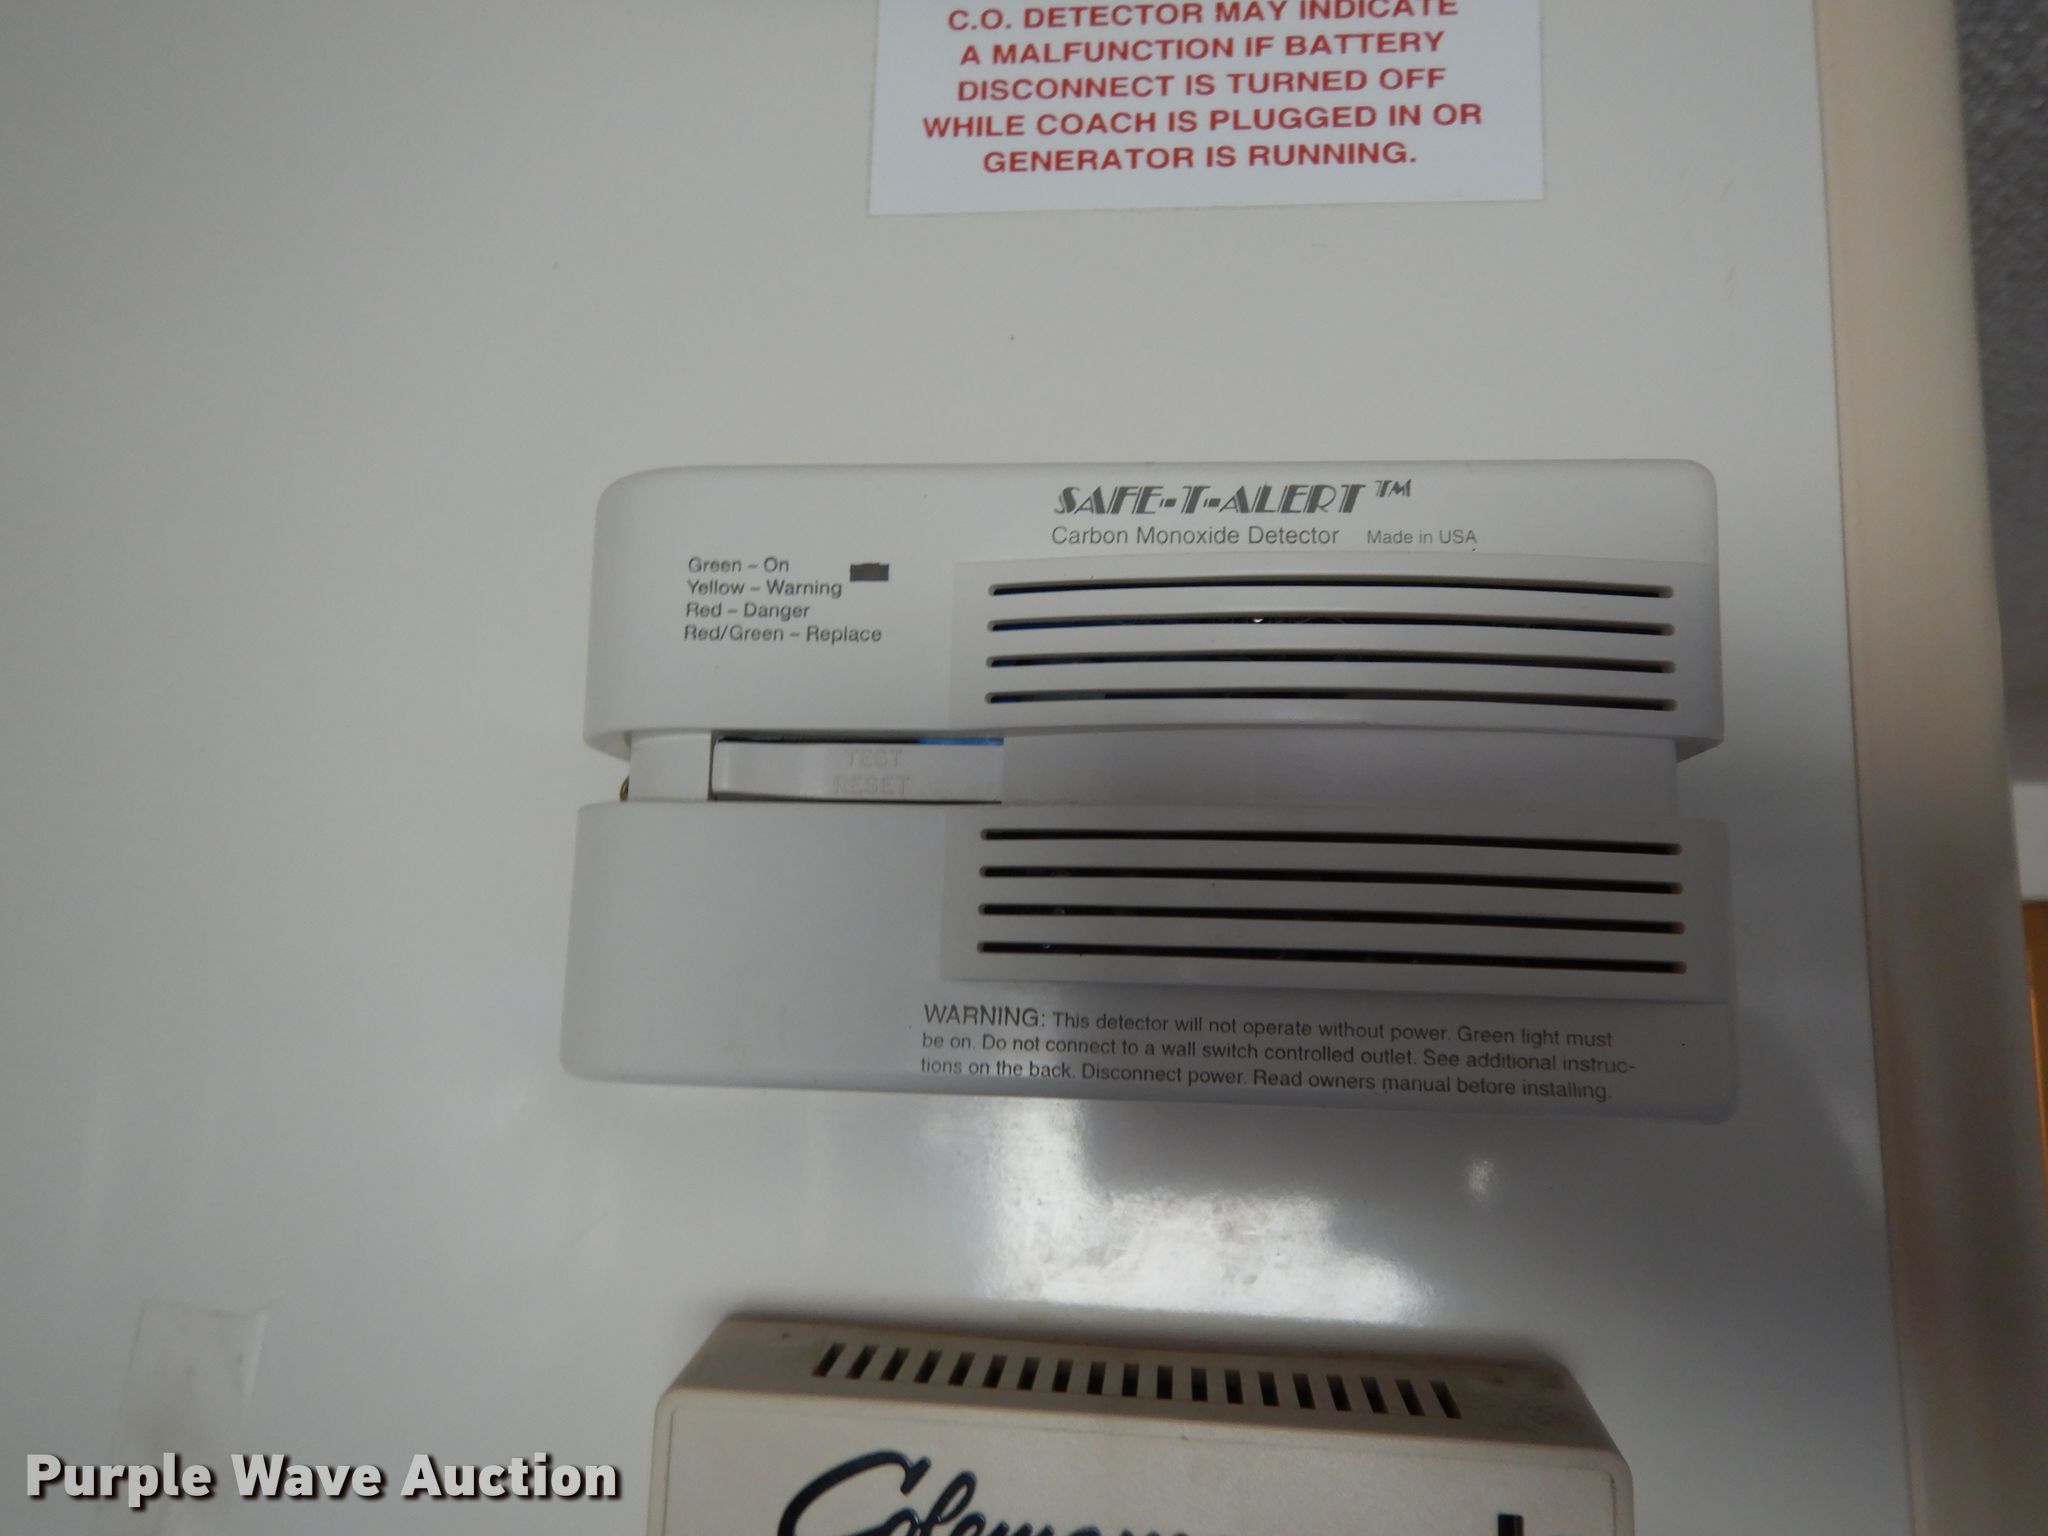 C.O. DETECTOR MAY INDICATE
A MALFUNCTION IF BATTERY
DISCONNECT IS TURNED OFF
WHILE COACH IS PLUGGED IN OR
GENERATOR IS RUNNING.
SAFE-T-ALERT™
Carbon Monoxide Detector Made in USA
Green – On
Yellow – Warning
Red – Danger
Red/Green – Replace
TEST
RESET
WARNING: This detector will not operate without power. Green light must
be on. Do not connect to a wall switch controlled outlet. See additional instruc-
tions on the back. Disconnect power. Read owners manual before installing.
Coleman
Purple Wave Auction